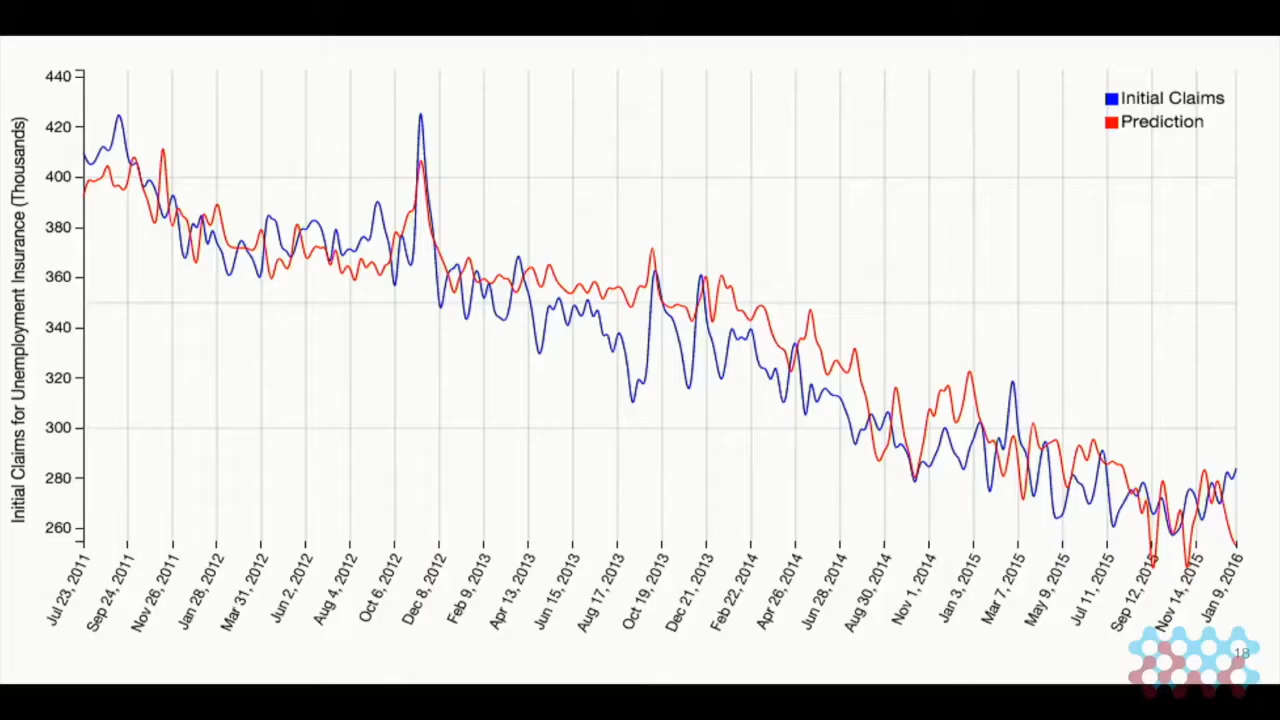 440
420
400
380
360
340
320
300
280
260
Initial Claims for Unemployment Insurance (Thousands)
Initial Claims
Prediction
Jul 23, 2011
Sep 24, 2011
Nov 26, 2011
Jan 28, 2012
Mar 31, 2012
Jun 2, 2012
Aug 4, 2012
Oct 6, 2012
Dec 8, 2012
Feb 9, 2013
Apr 13, 2013
Jun 15, 2013
Aug 17, 2013
Oct 19, 2013
Dec 21, 2013
Feb 22, 2014
Apr 26, 2014
Jun 28, 2014
Aug 30, 2014
Nov 1, 2014
Jan 3, 2015
Mar 7, 2015
May 9, 2015
Jul 11, 2015
Sep 12, 2015
Nov 14, 2015
Jan 9, 2016
18